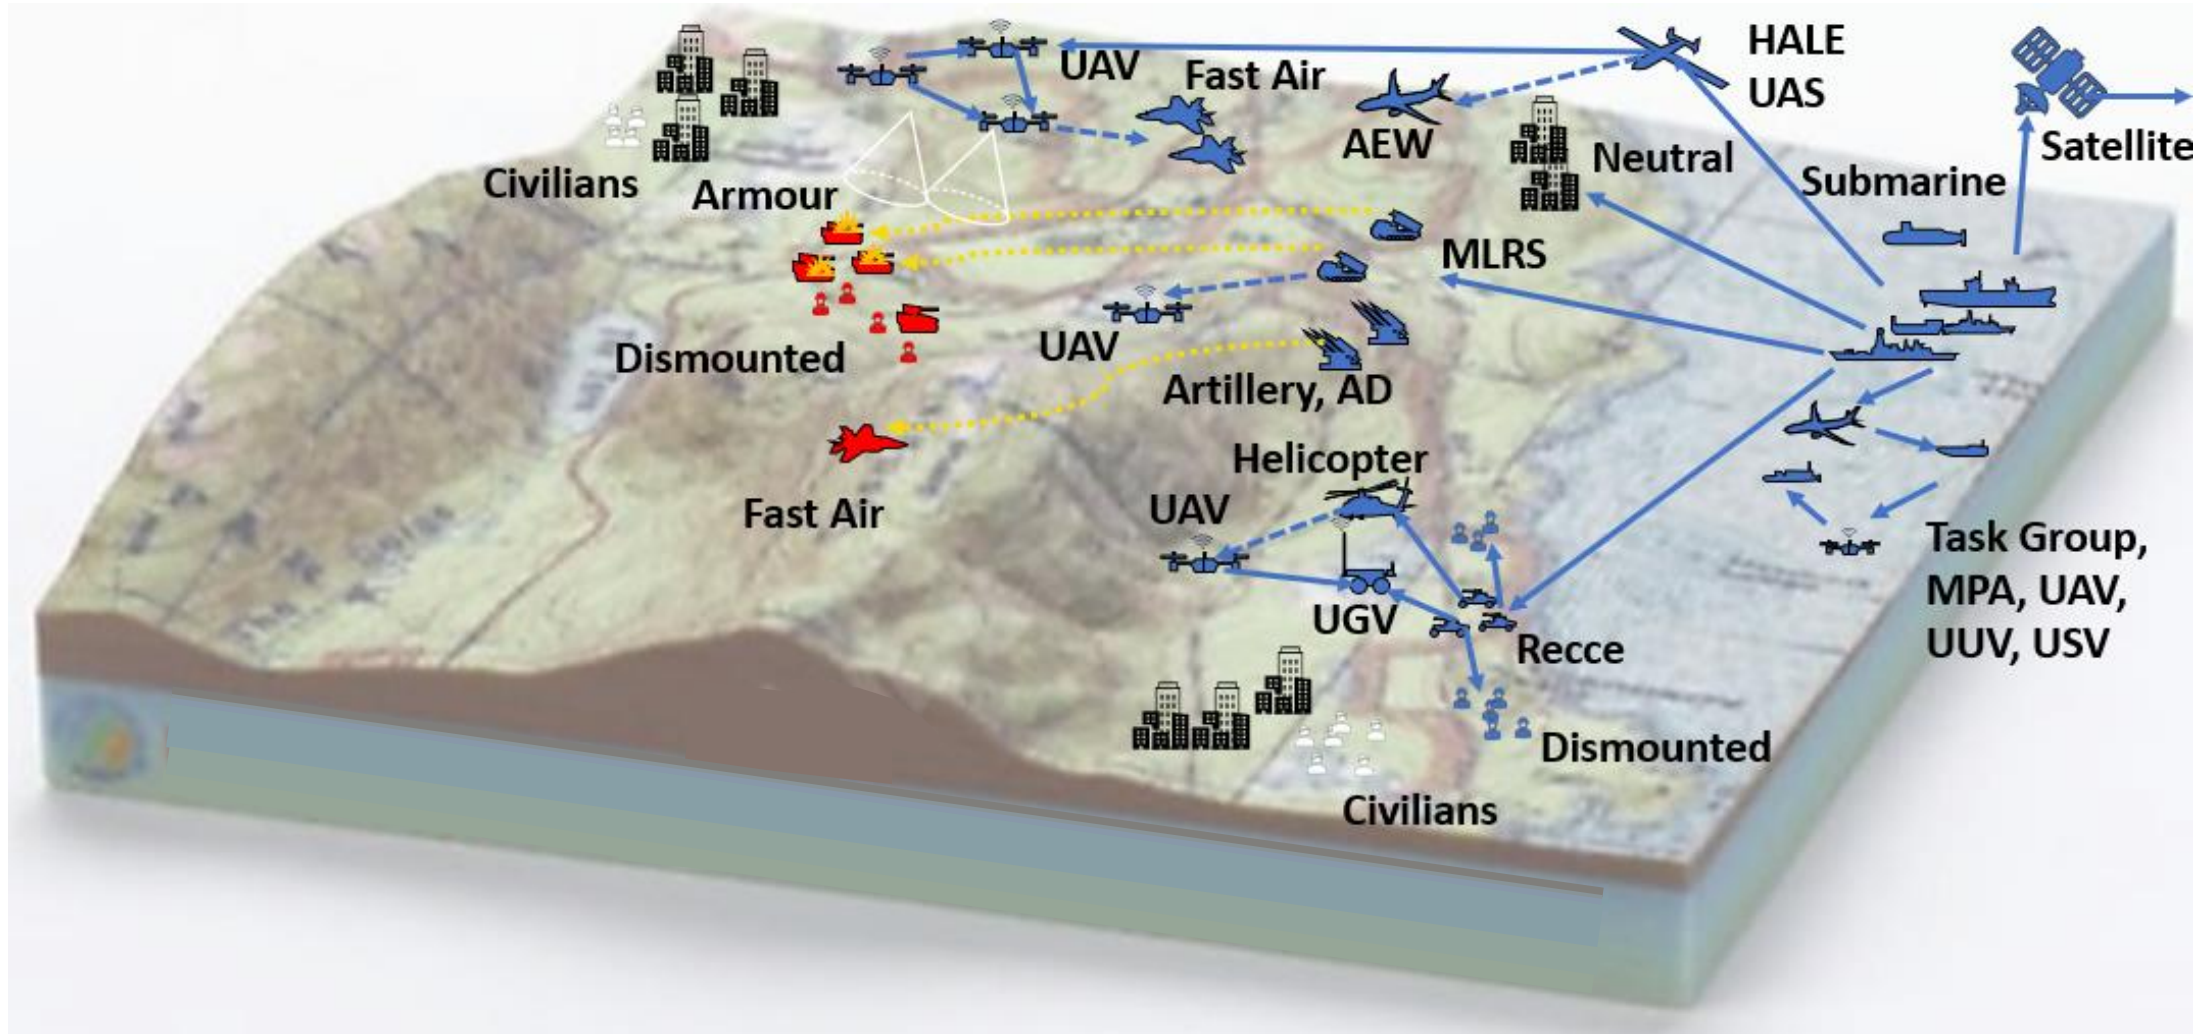 HALE
UAS
UAV
Fast Air
AEW
Satellite
Neutral
Submarine
Civilians
Armour
MLRS
UAV
Dismounted
Artillery, AD
Helicopter
Fast Air
UAV
Task Group,
MPA, UAV,
UUV, USV
UGV
Recce
Dismounted
Civilians